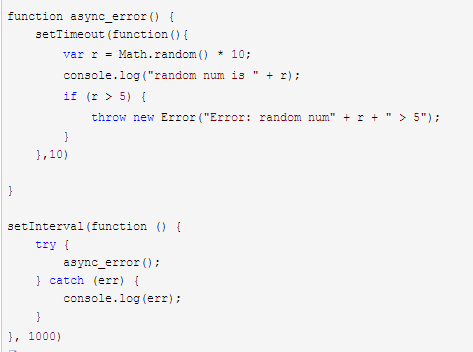 function async_error() {
setTimeout(function(){
var r = Math.random() * 10;
console.log("random num is " + r);
if (r > 5) {
throw new Error("Error: random num" + r + " > 5");
}
},10)
}
setInterval(function () {
try {
async_error();
} catch (err) {
console.log(err);
}
}, 1000)